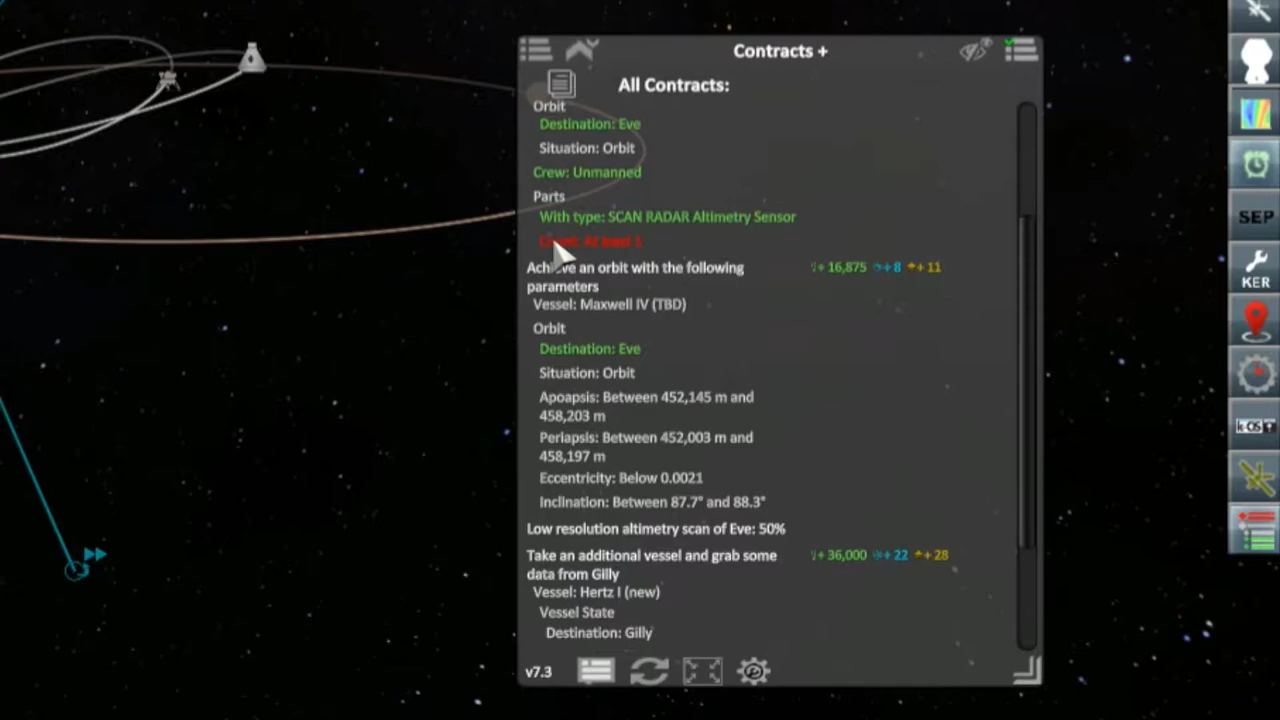 Contracts +
All Contracts:
Orbit
Destination: Eve
Situation: Orbit
Crew: Unmanned
Parts
With type: SCAN RADAR Altimetry Sensor
At least 1
Achieve an orbit with the following + 16,875 + 8 + 11
parameters
Vessel: Maxwell IV (TBD)
Orbit
Destination: Eve
Situation: Orbit
Apoapsis: Between 452,145 m and
458,203 m
Periapsis: Between 452,003 m and
458,197 m
Eccentricity: Below 0.0021
Inclination: Between 87.7° and 88.3°
Low resolution altimetry scan of Eve: 50%
Take an additional vessel and grab some + 36,000 + 22 + 28
data from Gilly
Vessel: Hertz I (new)
Vessel State
Destination: Gilly
v7.3
SEP
KER
kOS